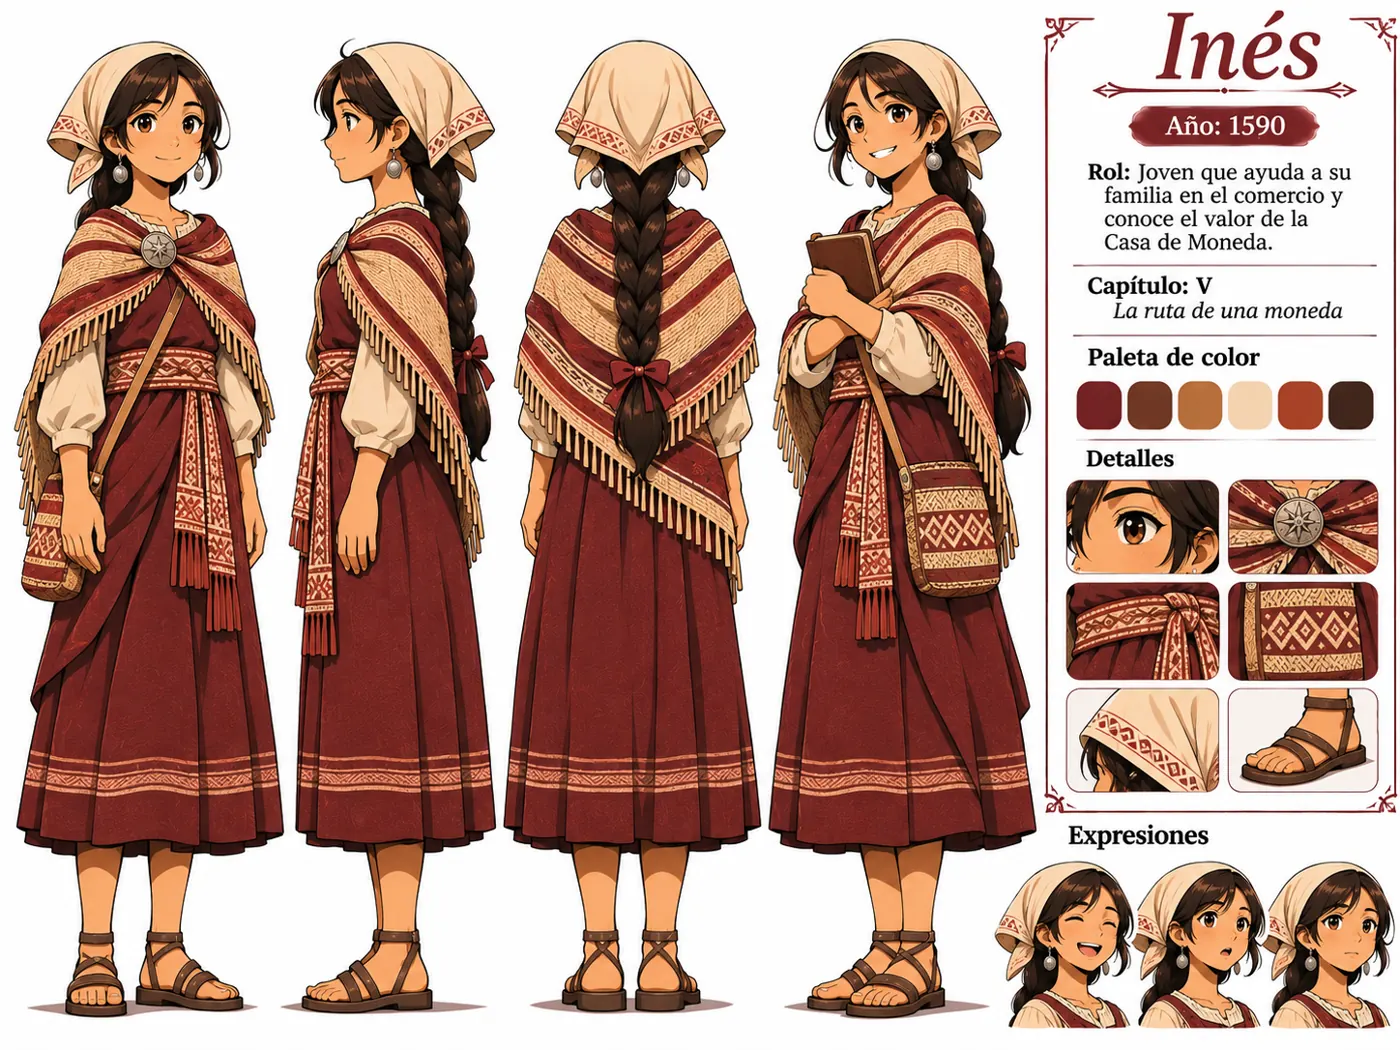 Inés
Año: 1590
Rol: Joven que ayuda a su
familia en el comercio y
conoce el valor de la
Casa de Moneda.
Capítulo: V
La ruta de una moneda
Paleta de color
Detalles
Expresiones